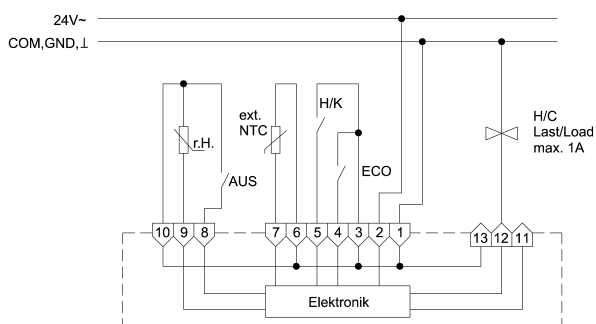 24V~
COM,GND,⊥
H/K
ext.
NTC
r.H.
H/C
Last/Load
max. 1A
AUS
ECO
10 9 8 7 6 5 4 3 2 1 13 12 11
Elektronik